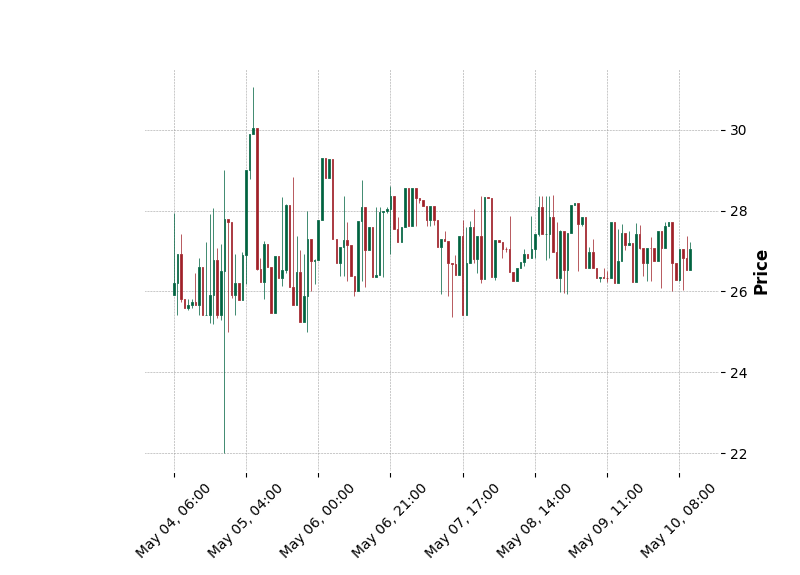 30
28
26
24
22
Price
May 04, 06:00
May 05, 04:00
May 06, 00:00
May 06, 21:00
May 07, 17:00
May 08, 14:00
May 09, 11:00
May 10, 08:00